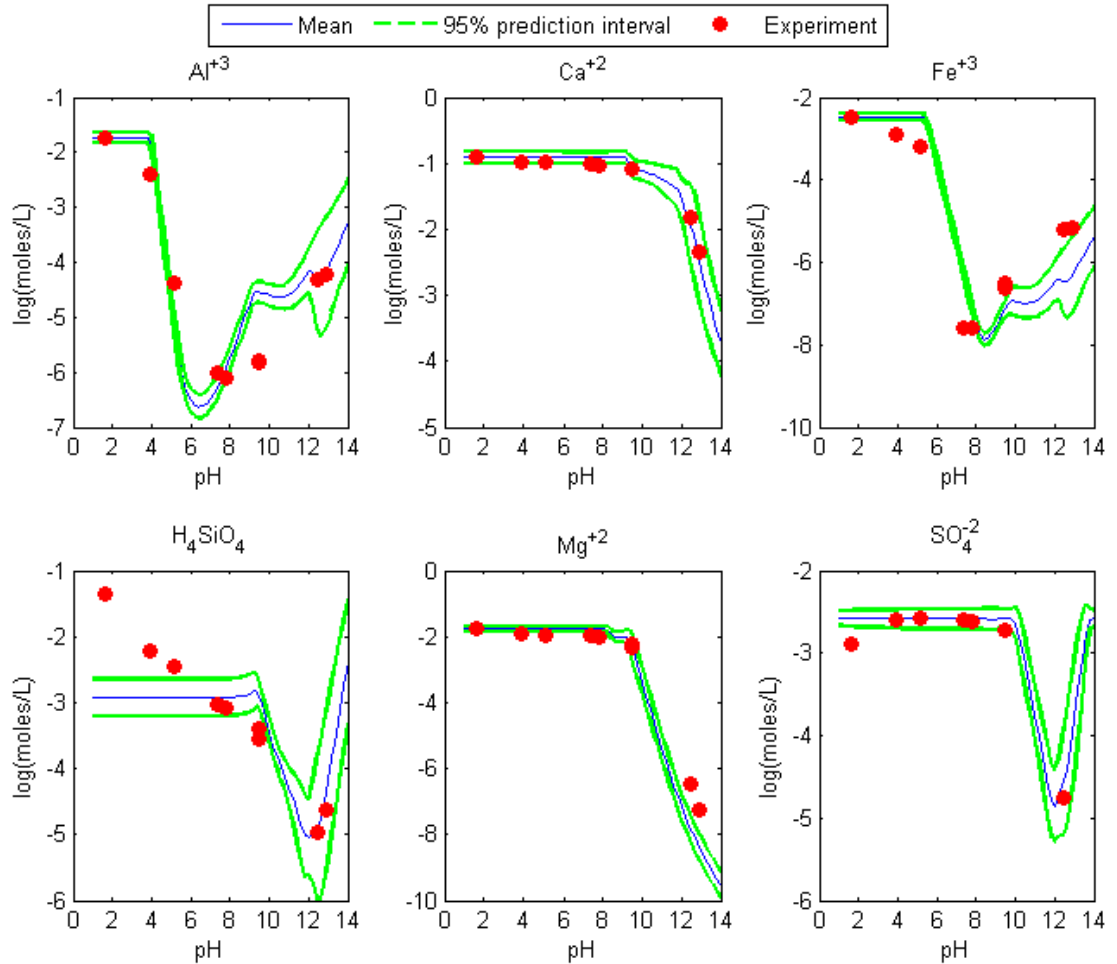 Mean 95% prediction interval Experiment
Al+3 Ca+2 Fe+3
-1 0 -2
-2 -1 -4
-3 -2 -6
-4 -3 -8
-5 -4 -10
-6 -5
-7
log(moles/L) log(moles/L) log(moles/L)
0 2 4 6 8 10 12 14 0 2 4 6 8 10 12 14 0 2 4 6 8 10 12 14
pH pH pH
H4SiO4 Mg+2 SO4-2
-1 0 -2
-2 -2 -3
-3 -4 -4
-4 -6 -5
-5 -8 -6
-6 -10
log(moles/L) log(moles/L) log(moles/L)
0 2 4 6 8 10 12 14 0 2 4 6 8 10 12 14 0 2 4 6 8 10 12 14
pH pH pH